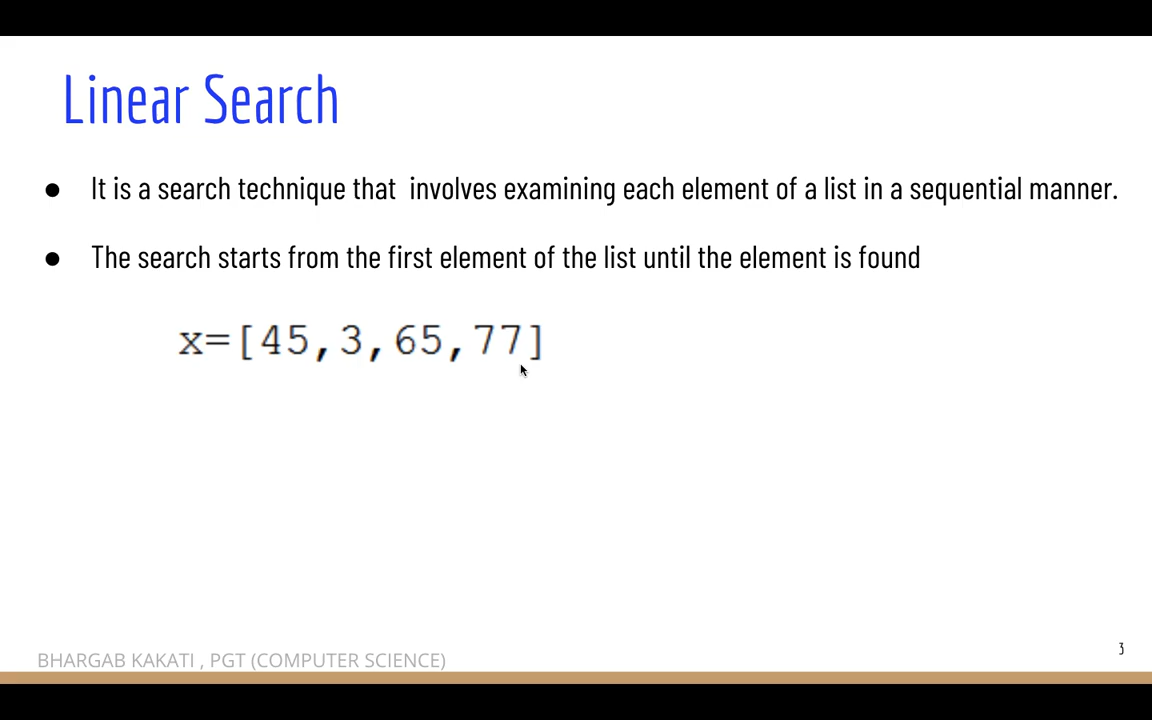 Linear Search
● It is a search technique that involves examining each element of a list in a sequential manner.
● The search starts from the first element of the list until the element is found
x=[45,3,65,77]
BHARGAB KAKATI , PGT (COMPUTER SCIENCE)
3